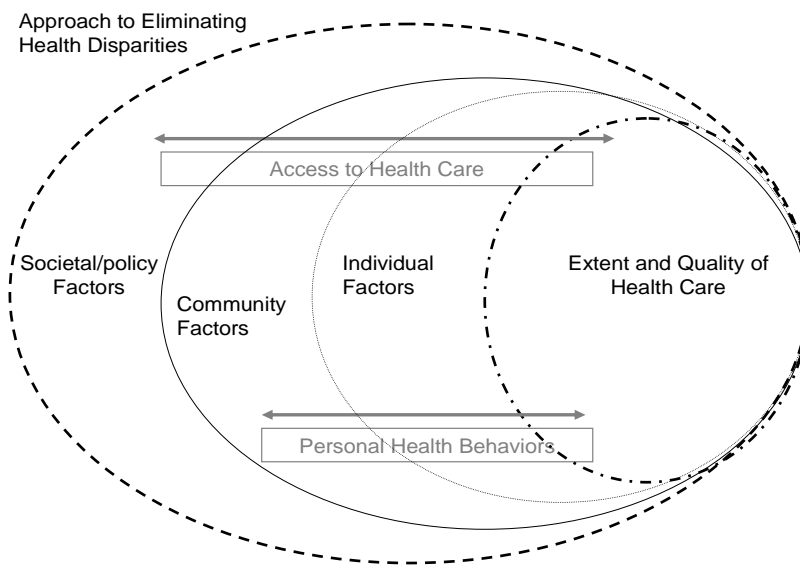 Approach to Eliminating
Health Disparities
Access to Health Care
Societal/policy
Factors
Community
Factors
Individual
Factors
Extent and Quality of
Health Care
Personal Health Behaviors